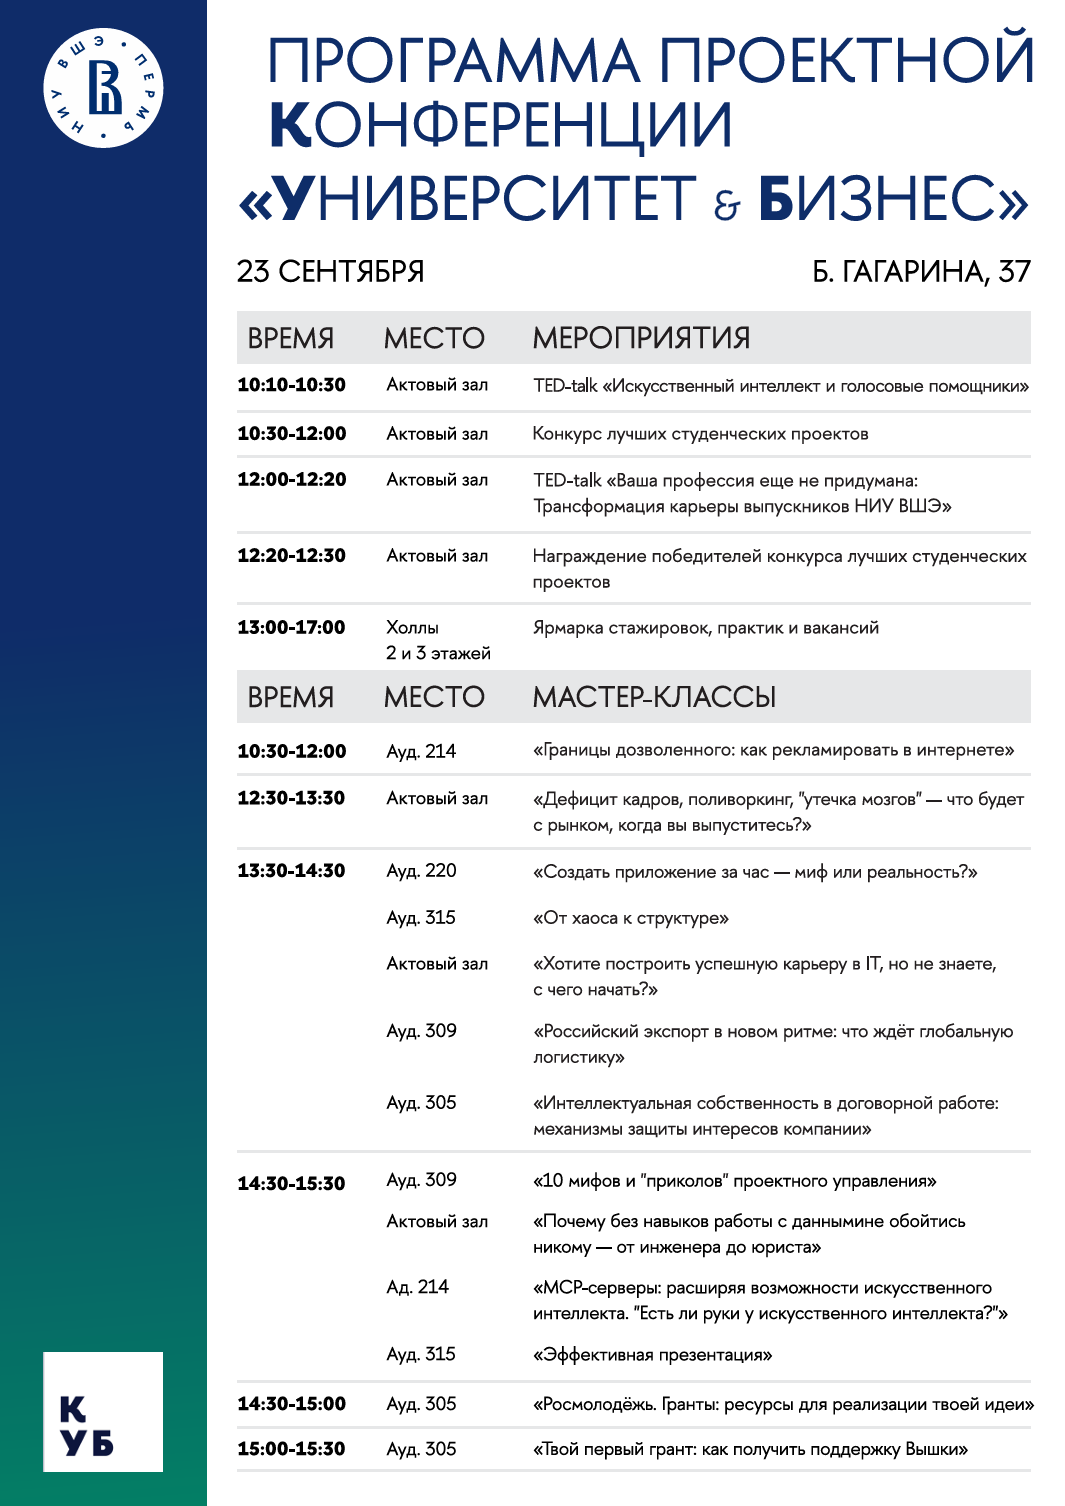 НИУ ВШЭ • ПЕРМЬ •
ПРОГРАММА ПРОЕКТНОЙ
КОНФЕРЕНЦИИ
«УНИВЕРСИТЕТ & БИЗНЕС»
23 СЕНТЯБРЯ Б. ГАГАРИНА, 37
ВРЕМЯ МЕСТО МЕРОПРИЯТИЯ
10:10-10:30 Актовый зал TED-talk «Искусственный интеллект и голосовые помощники»
10:30-12:00 Актовый зал Конкурс лучших студенческих проектов
12:00-12:20 Актовый зал TED-talk «Ваша профессия еще не придумана:
Трансформация карьеры выпускников НИУ ВШЭ»
12:20-12:30 Актовый зал Награждение победителей конкурса лучших студенческих
проектов
13:00-17:00 Холлы Ярмарка стажировок, практик и вакансий
2 и 3 этажей
ВРЕМЯ МЕСТО МАСТЕР-КЛАССЫ
10:30-12:00 Ауд. 214 «Границы дозволенного: как рекламировать в интернете»
12:30-13:30 Актовый зал «Дефицит кадров, поливоркинг, "утечка мозгов" — что будет
с рынком, когда вы выпуститесь?»
13:30-14:30 Ауд. 220 «Создать приложение за час — миф или реальность?»
Ауд. 315 «От хаоса к структуре»
Актовый зал «Хотите построить успешную карьеру в IT, но не знаете,
с чего начать?»
Ауд. 309 «Российский экспорт в новом ритме: что ждёт глобальную
логистику»
Ауд. 305 «Интеллектуальная собственность в договорной работе:
механизмы защиты интересов компании»
14:30-15:30 Ауд. 309 «10 мифов и "приколов" проектного управления»
Актовый зал «Почему без навыков работы с даннымине обойтись
никому — от инженера до юриста»
Ад. 214 «MCP-серверы: расширяя возможности искусственного
интеллекта. "Есть ли руки у искусственного интеллекта?"»
Ауд. 315 «Эффективная презентация»
14:30-15:00 Ауд. 305 «Росмолодёжь. Гранты: ресурсы для реализации твоей идеи»
15:00-15:30 Ауд. 305 «Твой первый грант: как получить поддержку Вышки»
К
УБ